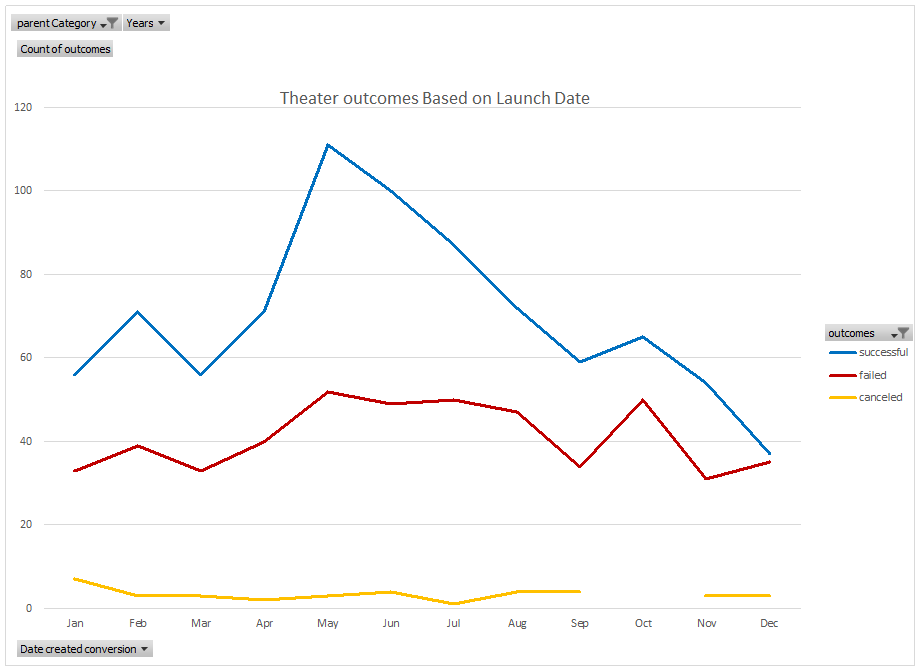 parent Category Years
Count of outcomes
Theater outcomes Based on Launch Date
120
100
80
60
40
20
0
Jan Feb Mar Apr May Jun Jul Aug Sep Oct Nov Dec
outcomes
successful
failed
canceled
Date created conversion